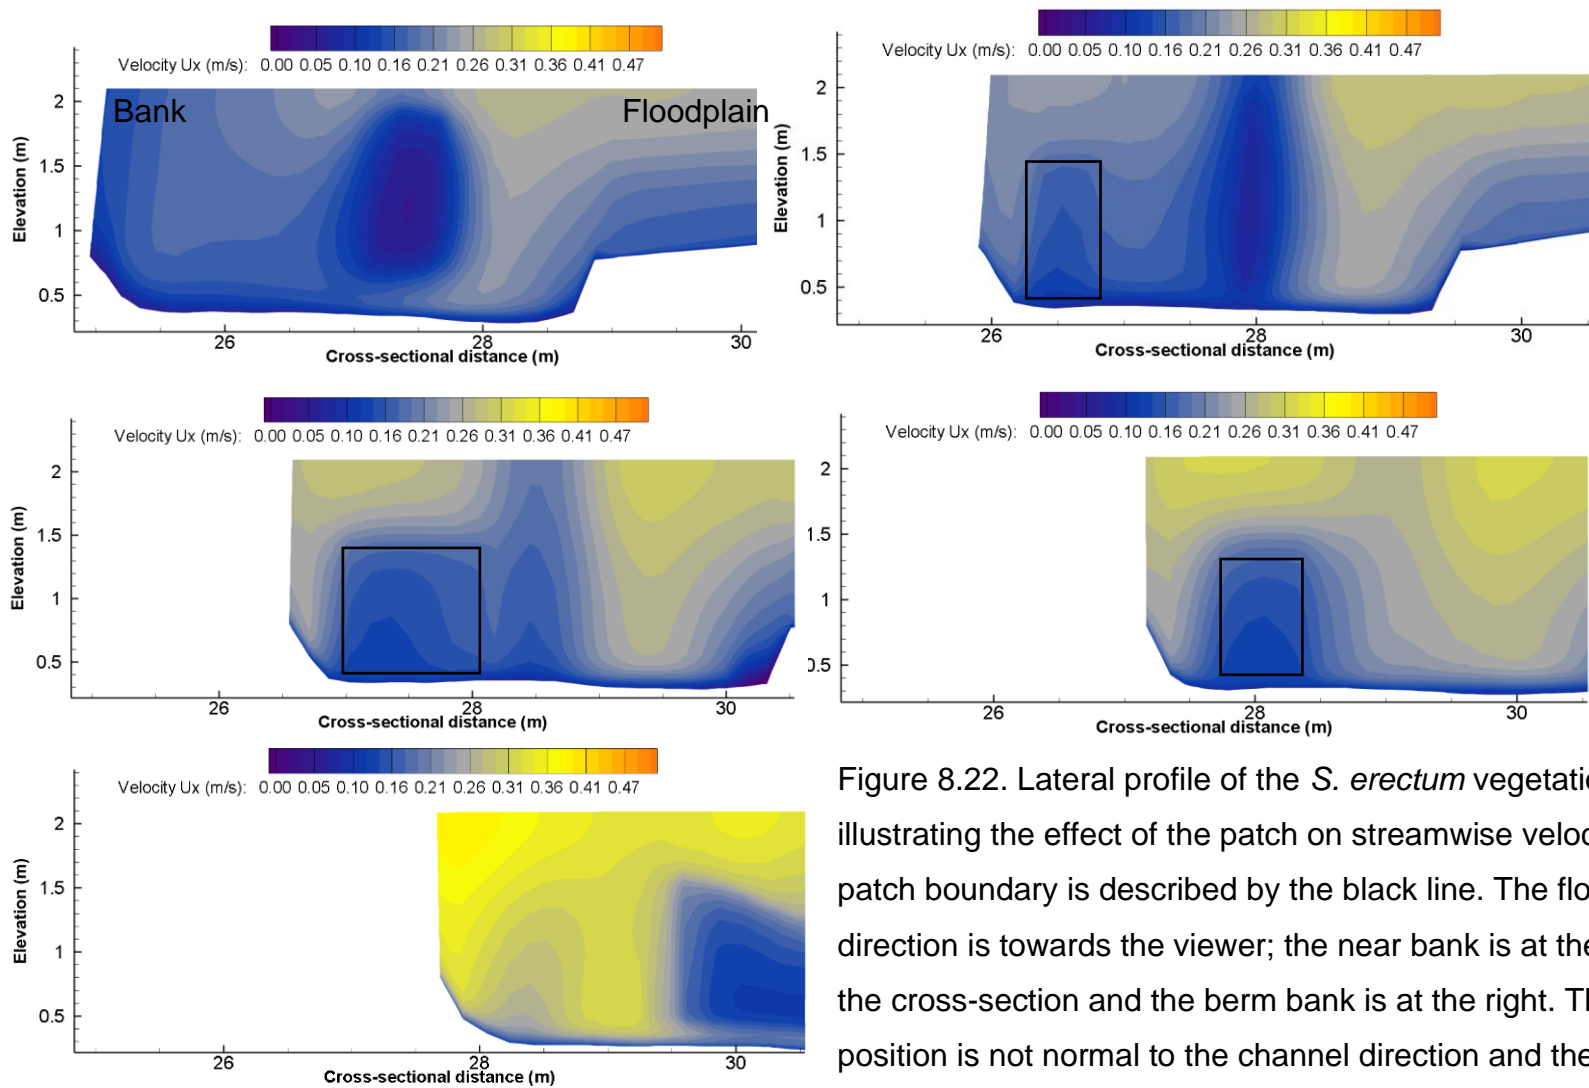 Velocity Ux (m/s): 0.00 0.05 0.10 0.16 0.21 0.26 0.31 0.36 0.41 0.47
Bank
Floodplain
Elevation (m)
2
1.5
1
0.5
26
28
30
Cross-sectional distance (m)
Velocity Ux (m/s): 0.00 0.05 0.10 0.16 0.21 0.26 0.31 0.36 0.41 0.47
Elevation (m)
2
1.5
1
0.5
26
28
30
Cross-sectional distance (m)
Velocity Ux (m/s): 0.00 0.05 0.10 0.16 0.21 0.26 0.31 0.36 0.41 0.47
Elevation (m)
2
1.5
1
0.5
26
28
30
Cross-sectional distance (m)
Velocity Ux (m/s): 0.00 0.05 0.10 0.16 0.21 0.26 0.31 0.36 0.41 0.47
2
1.5
1
0.5
26
28
30
Cross-sectional distance (m)
Velocity Ux (m/s): 0.00 0.05 0.10 0.16 0.21 0.26 0.31 0.36 0.41 0.47
Elevation (m)
2
1.5
1
0.5
26
28
30
Cross-sectional distance (m)
Figure 8.22. Lateral profile of the S. erectum
illustrating the effect of the patch on streamwise
patch boundary is described by the black line. The
direction is towards the viewer; the near bank is at
the cross-section and the berm bank is at the right.
position is not normal to the channel direction and